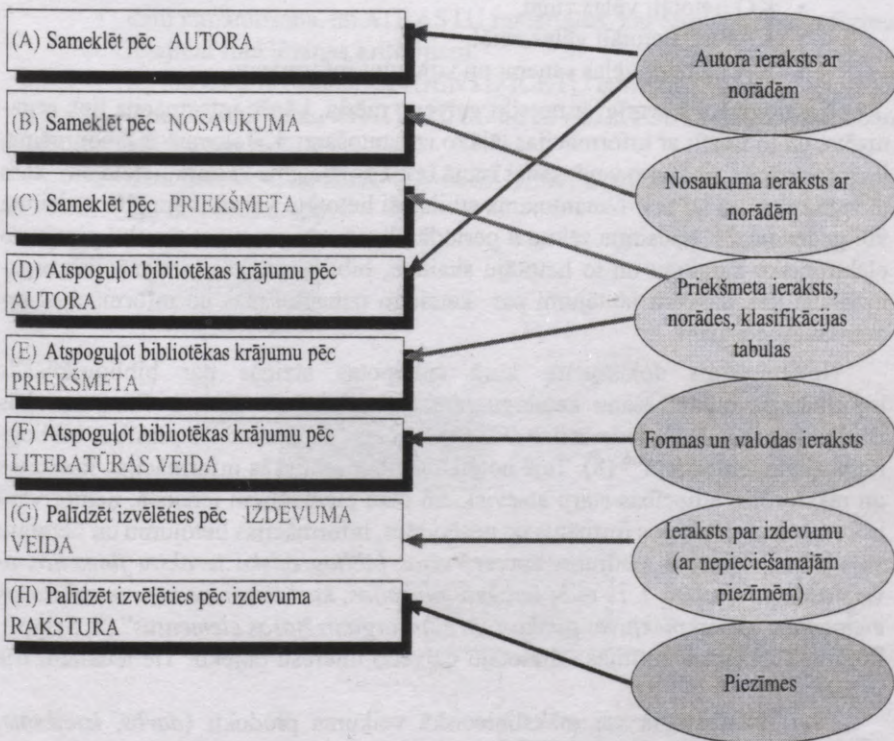 (A) Sameklēt pēc AUTORA
(B) Sameklēt pēc NOSAUKUMA
(C) Sameklēt pēc PRIEKŠMETA
(D) Atspoguļot bibliotēkas krājumu pēc
AUTORA
(E) Atspoguļot bibliotēkas krājumu pēc
PRIEKŠMETA
(F) Atspoguļot bibliotēkas krājumu pēc
LITERATŪRAS VEIDA
(G) Palīdzēt izvēlēties pēc IZDEVUMA
VEIDA
(H) Palīdzēt izvēlēties pēc izdevuma
RAKSTURA
Autora ieraksts ar
norādēm
Nosaukuma ieraksts ar
norādēm
Priekšmeta ieraksts,
norādes, klasifikācijas
tabulas
Formas un valodas ieraksts
Ieraksts par izdevumu
(ar nepieciešamajām
piezīmēm)
Piezīmes